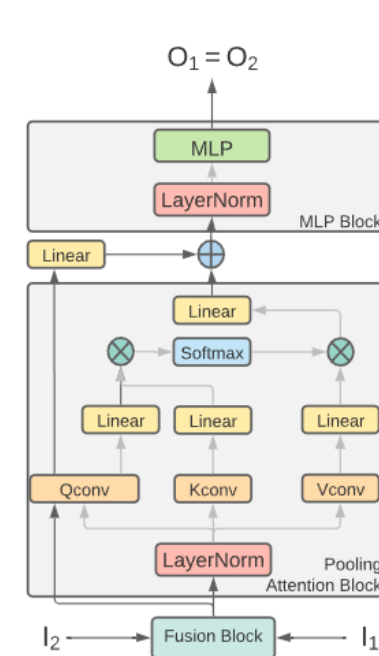 O₁ = O₂
MLP
LayerNorm
MLP Block
Linear
Linear
Softmax
Linear Linear Linear
Qconv Kconv Vconv
LayerNorm
Pooling
Attention Block
I₂ Fusion Block I₁